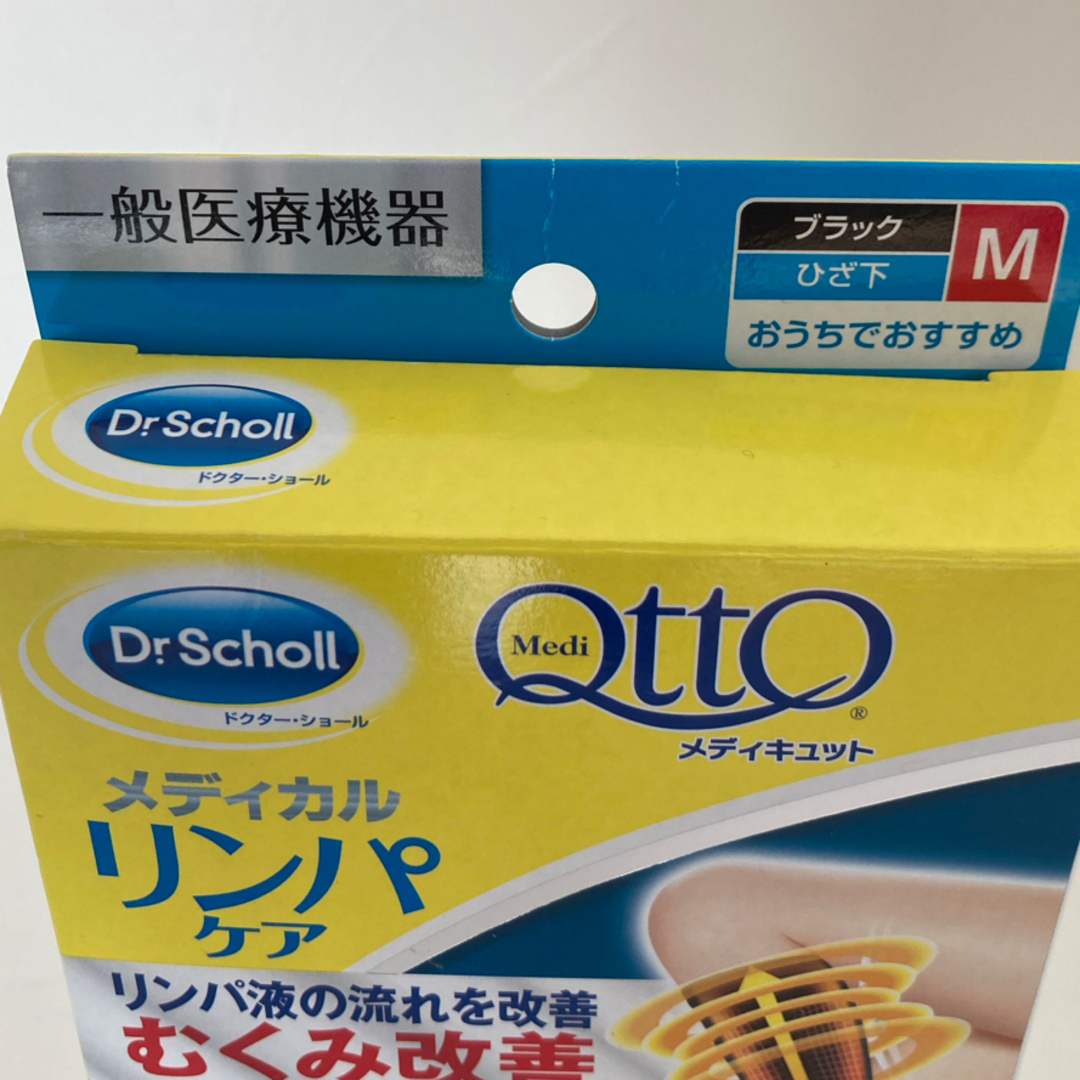 一般医療機器
ブラック
ひざ下
M
おうちでおすすめ
Dr.Scholl
ドクター・ショール
Dr.Scholl
ドクター・ショール
Medi QttO®
メディキュット
メディカル
リンパ
ケア
リンパ液の流れを改善
むくみ改善